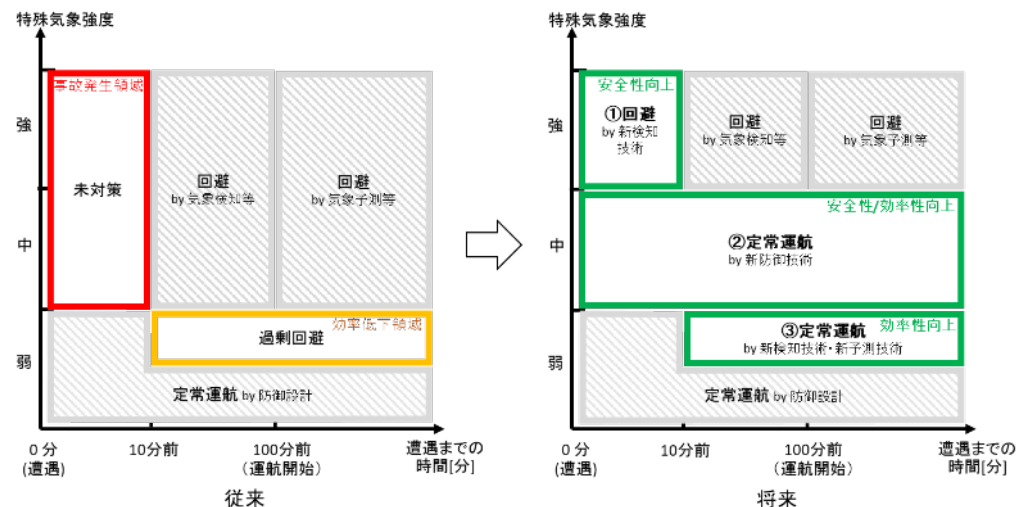 特殊気象強度
事故発生領域
強
中
弱
未対策
回避
by 気象検知等
回避
by 気象予測等
効率低下領域
過剰回避
定常運航 by 防御設計
0 分
(遭遇)
10分前
100分前
(運航開始)
遭遇までの
時間[分]
従来
特殊気象強度
安全性向上
強
中
弱
①回避
by 新検知
技術
回避
by 気象検知等
回避
by 気象予測等
安全性/効率性向上
②定常運航
by 新防御技術
③定常運航
効率性向上
by 新検知技術・新予測技術
定常運航 by 防御設計
0 分
(遭遇)
10分前
100分前
(運航開始)
遭遇までの
時間[分]
将来